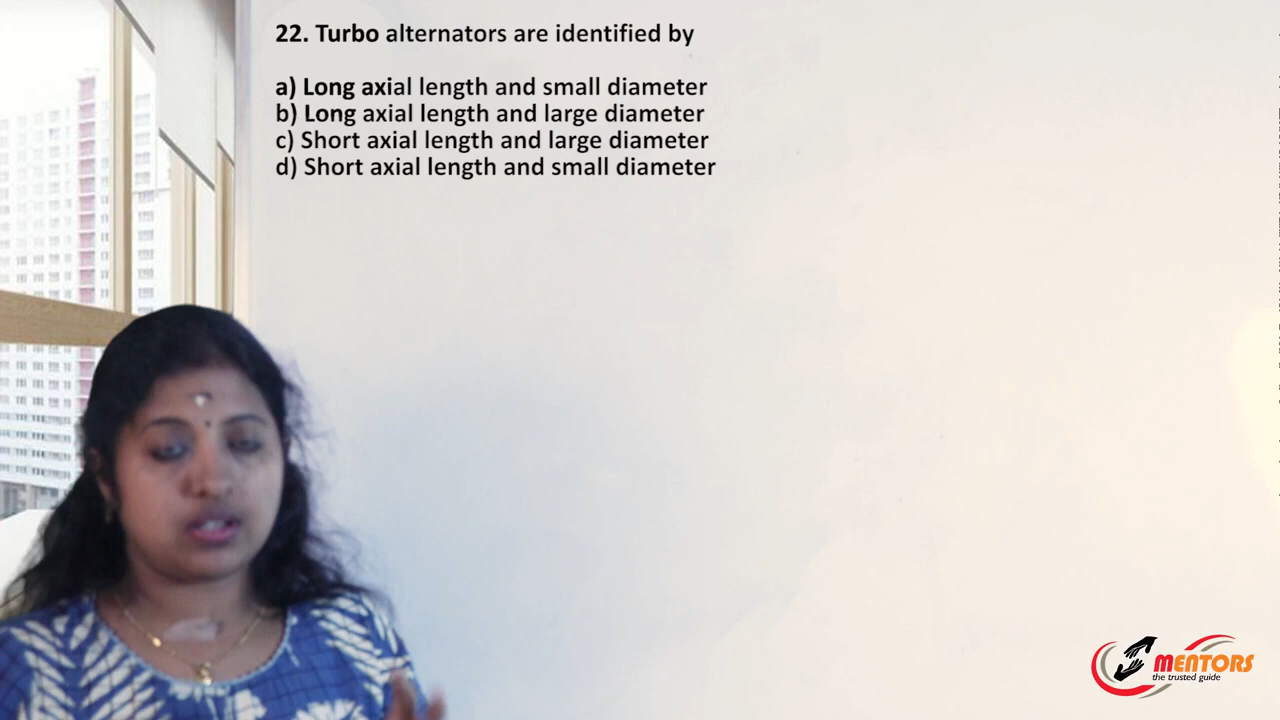 22. Turbo alternators are identified by
a) Long axial length and small diameter
b) Long axial length and large diameter
c) Short axial length and large diameter
d) Short axial length and small diameter
MENTORS
the trusted guide